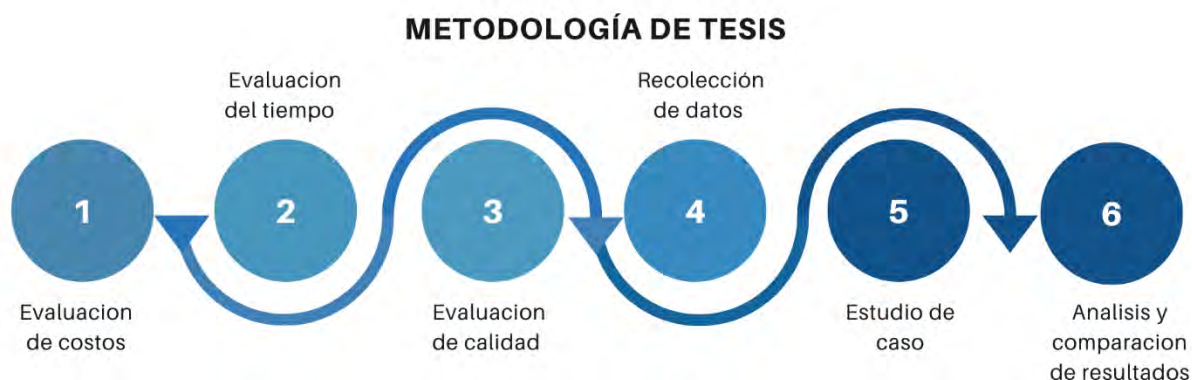 METODOLOGÍA DE TESIS
1
Evaluacion
de costos
Evaluacion
del tiempo
2
3
Evaluacion
de calidad
Recolección
de datos
4
5
Estudio de
caso
6
Analisis y
comparacion
de resultados